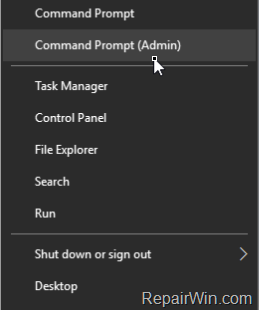 Command Prompt
Command Prompt (Admin)
Task Manager
Control Panel
File Explorer
Search
Run
Shut down or sign out
Desktop
RepairWin.com